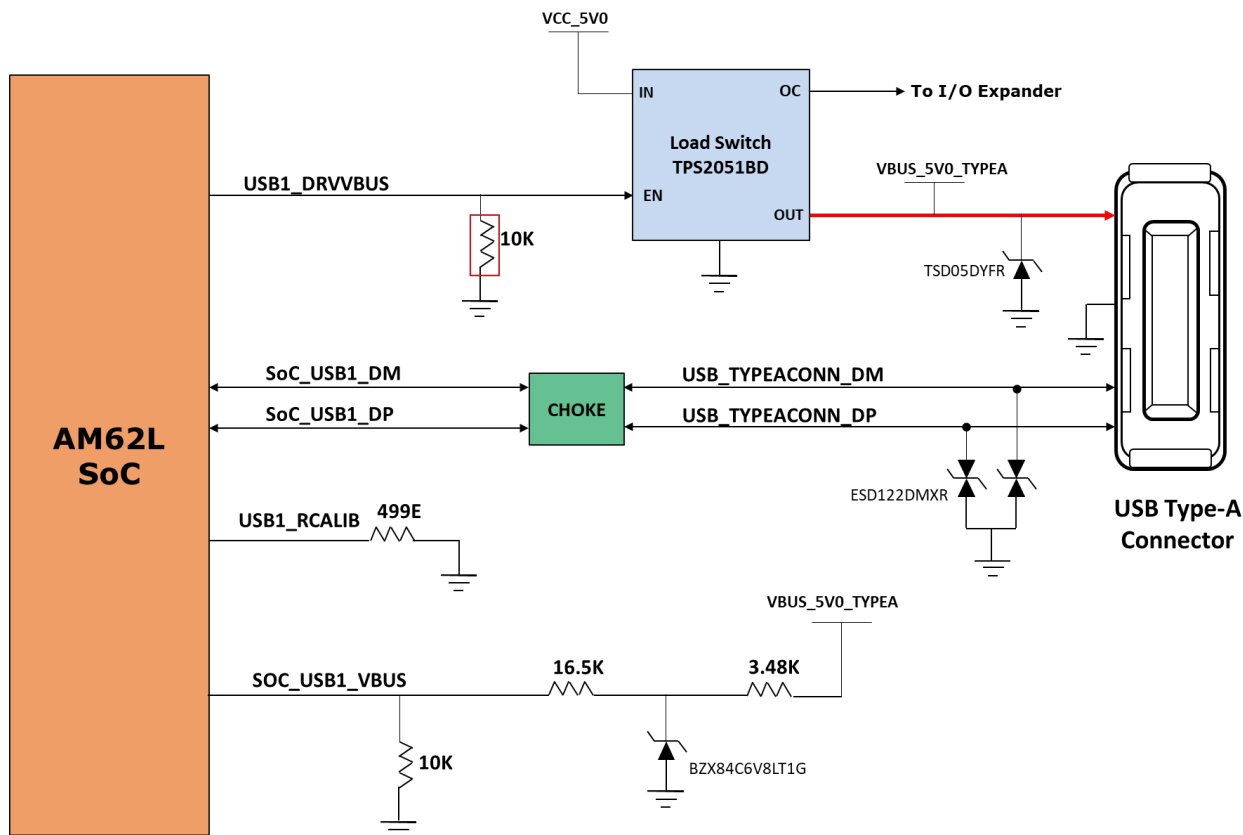 VCC_5V0
IN
OC
To I/O Expander
Load Switch
TPS2051BD
VBUS_5V0_TYPEA
USB1_DRVVBUS
EN
OUT
10K
TSD05DYFR
SoC_USB1_DM
USB_TYPEACONN_DM
CHOKE
SoC_USB1_DP
USB_TYPEACONN_DP
AM62L
SoC
ESD122DMXR
USB Type-A
Connector
USB1_RCALIB
499E
VBUS_5V0_TYPEA
16.5K
3.48K
SOC_USB1_VBUS
10K
BZX84C6V8LT1G